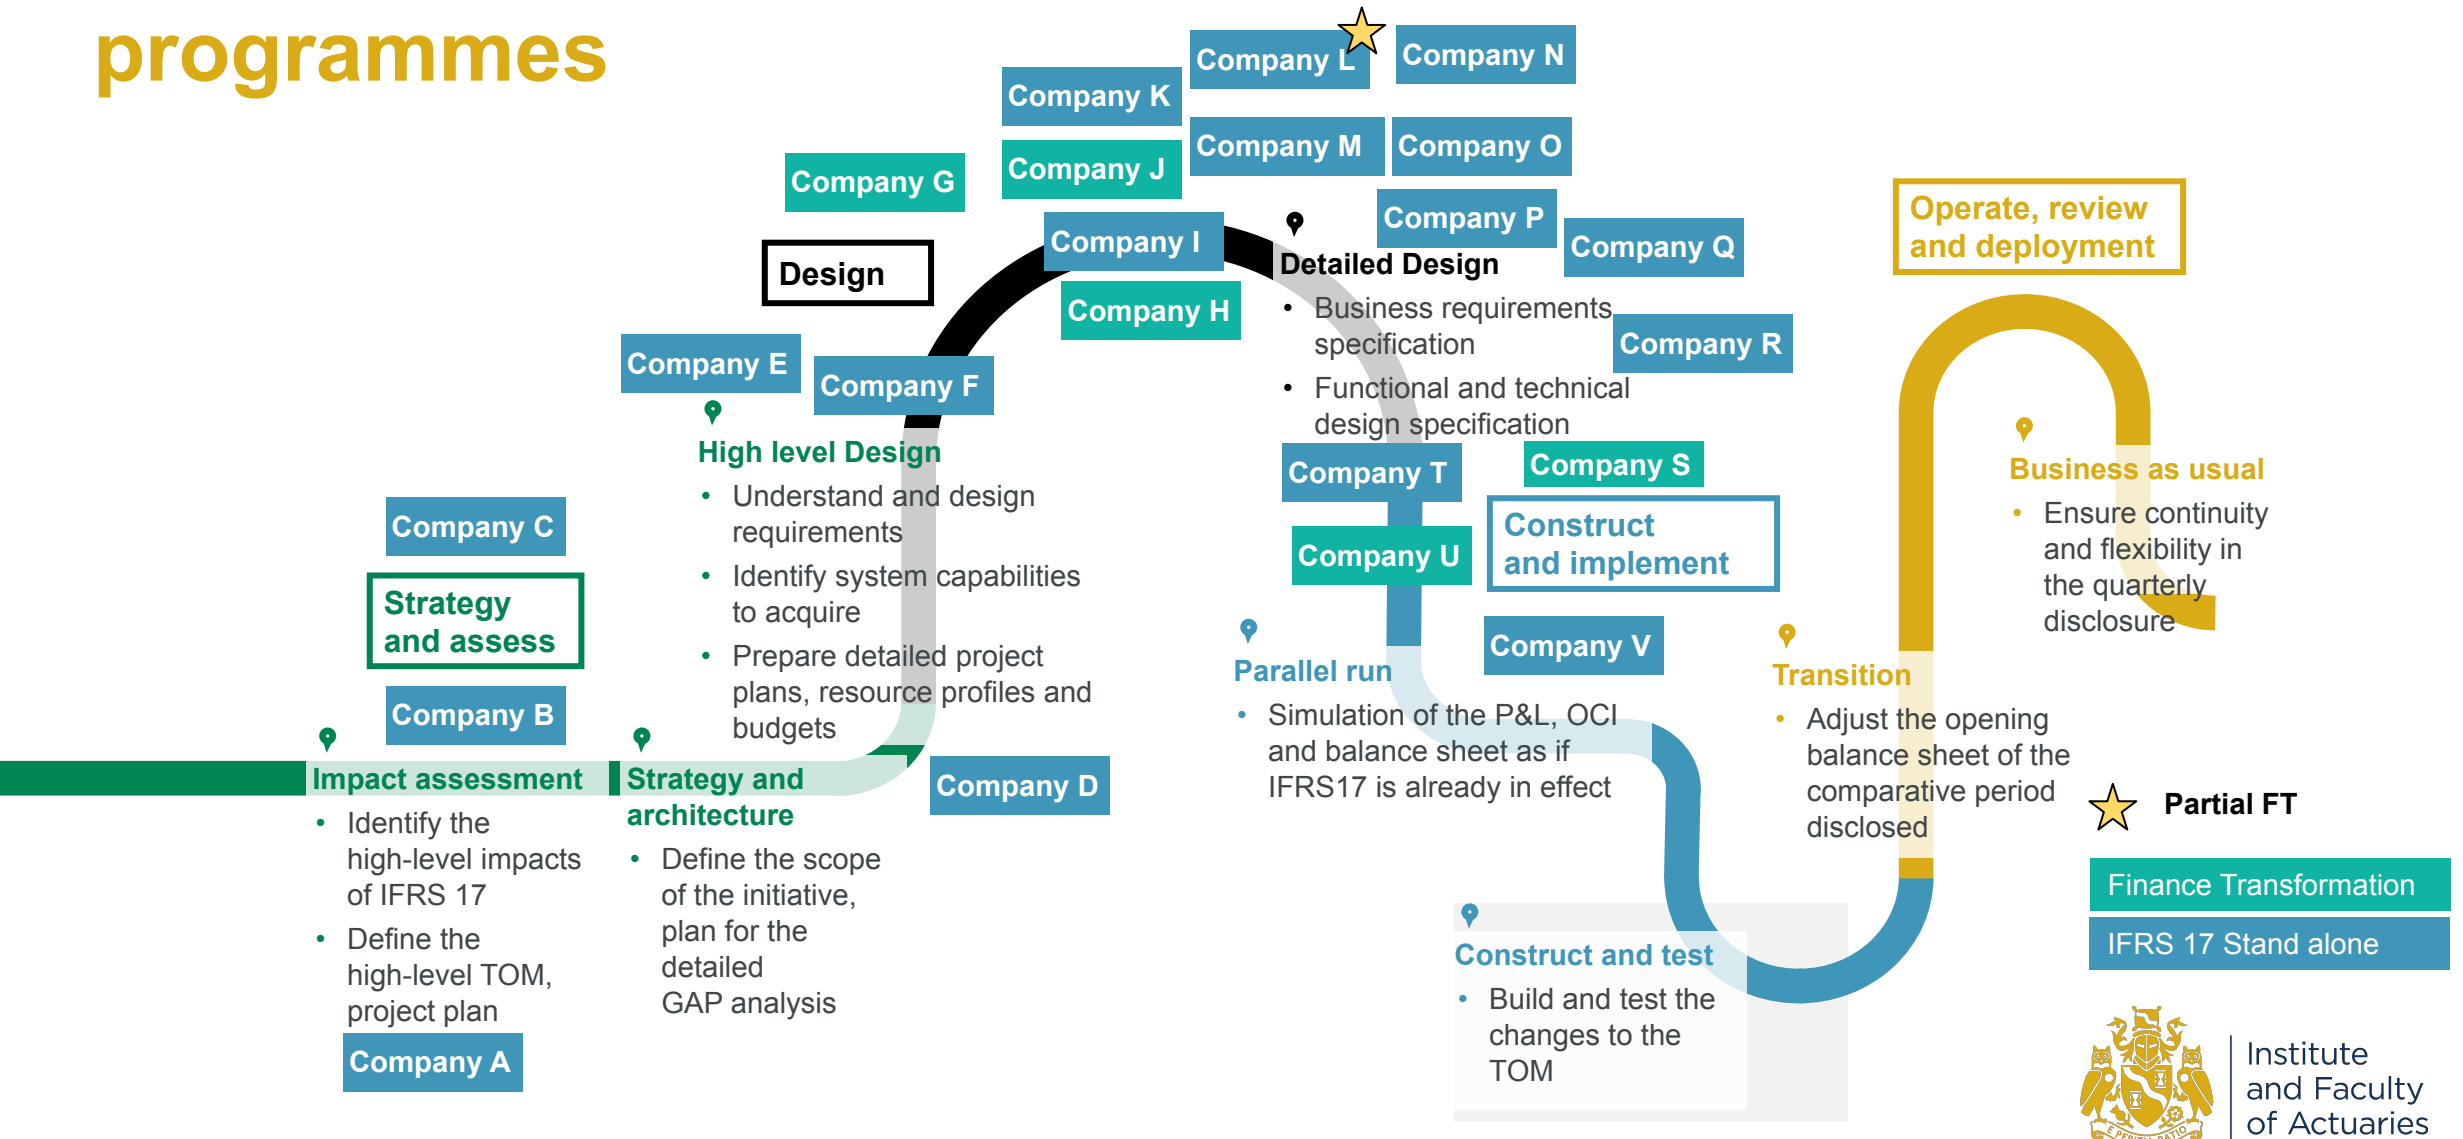 programmes
Company L
Company N
Company K
Company M
Company O
Company J
Company G
Company P
Company I
Company Q
Operate, review
and deployment
Design
Company H
Detailed Design
• Business requirements
specification
• Functional and technical
design specification
Company R
Company E
Company F
High level Design
• Understand and design
requirements
• Identify system capabilities
to acquire
• Prepare detailed project
plans, resource profiles and
budgets
Company T
Company S
Company U
Construct
and implement
Company V
Business as usual
• Ensure continuity
and flexibility in
the quarterly
disclosure
Company C
Strategy
and assess
Company B
Impact assessment
• Identify the
high-level impacts
of IFRS 17
• Define the
high-level TOM,
project plan
Company A
Strategy and
architecture
• Define the scope
of the initiative,
plan for the
detailed
GAP analysis
Company D
Parallel run
• Simulation of the P&L, OCI
and balance sheet as if
IFRS17 is already in effect
Transition
• Adjust the opening
balance sheet of the
comparative period
disclosed
Construct and test
• Build and test the
changes to the
TOM
Partial FT
Finance Transformation
IFRS 17 Stand alone
Institute
and Faculty
of Actuaries